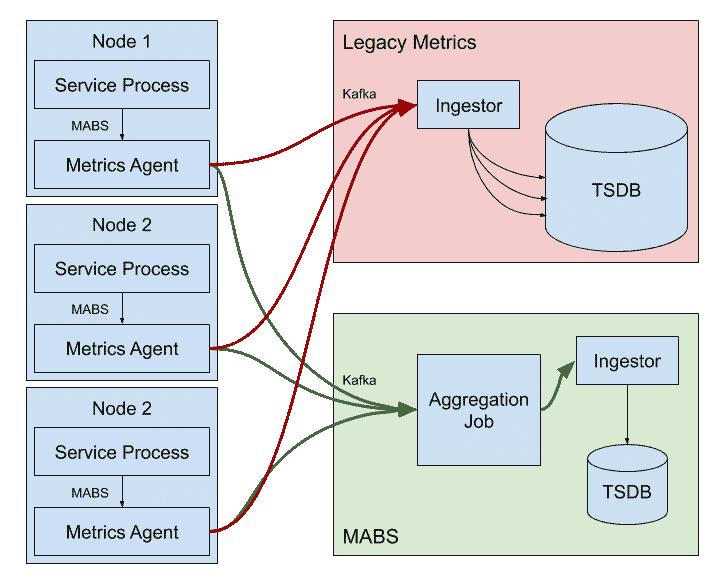 Node 1
Service Process
MABS
Metrics Agent
Node 2
Service Process
MABS
Metrics Agent
Node 2
Service Process
MABS
Metrics Agent
Legacy Metrics
Kafka
Ingestor
TSDB
Kafka
Aggregation
Job
Ingestor
TSDB
MABS